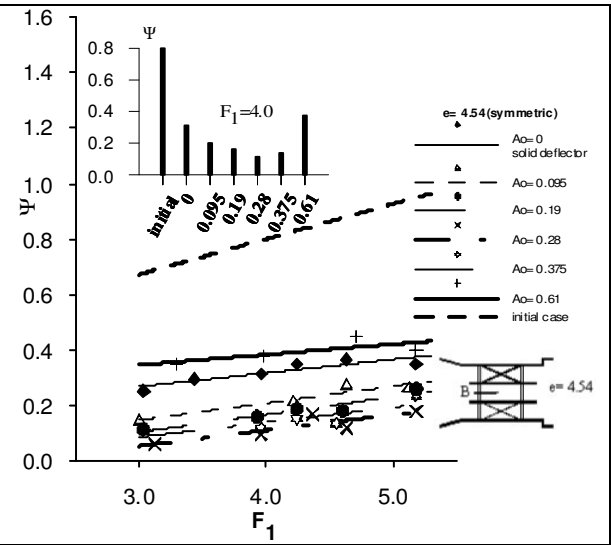 1.6
1.4
1.2
1.0
0.8
0.6
0.4
0.2
0.0
Ψ
3.0
4.0
5.0
F1
Ψ
0.8
0.6
0.4
0.2
0.0
F1=4.0
initial
0
0.095
0.19
0.28
0.375
0.61
e= 4.54(symmetric)
Ao= 0
solid deflector
Ao= 0.095
Ao= 0.19
Ao= 0.28
Ao= 0.375
Ao= 0.61
initial case
B
e= 4.54